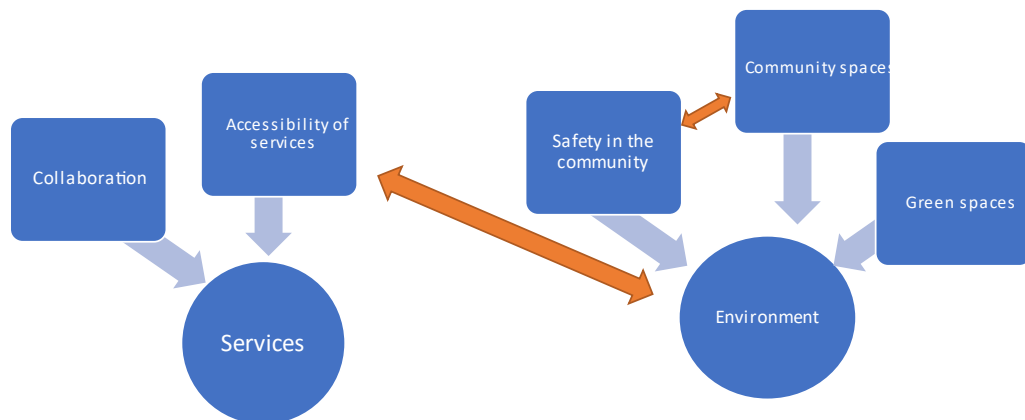 Community spaces
Accessibility of
services
Safety in the
community
Collaboration
Green spaces
Services
Environment